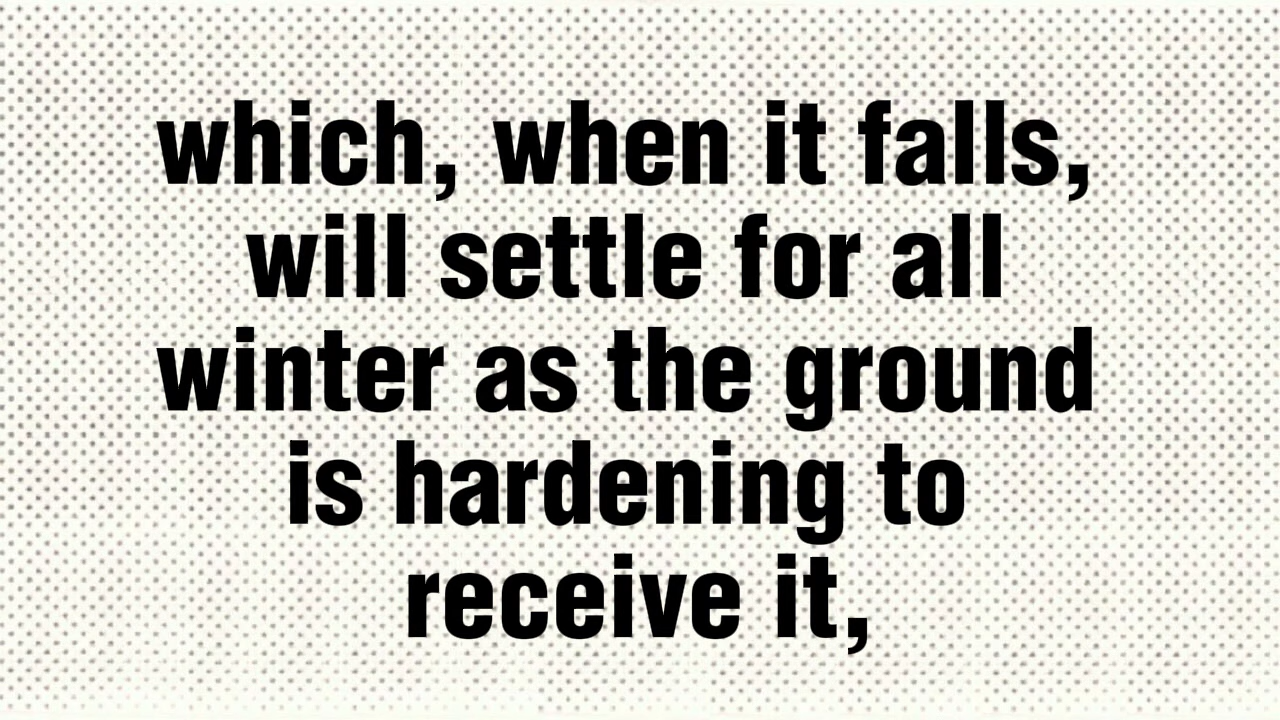 which, when it falls,
will settle for all
winter as the ground
is hardening to
receive it,